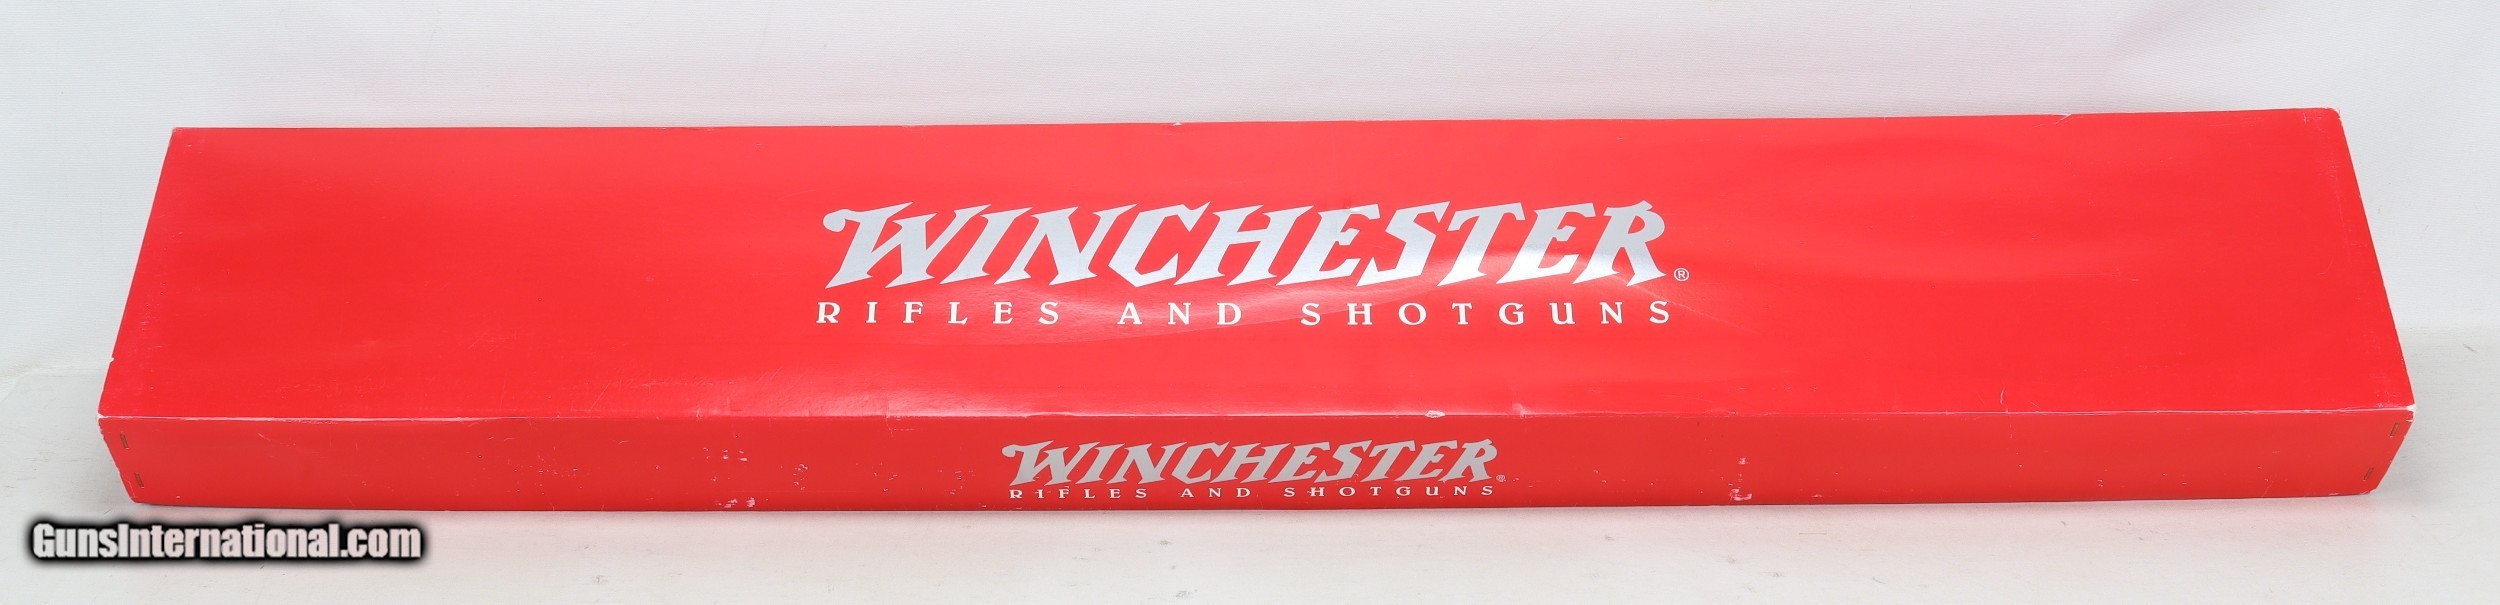 WINCHESTER®
RIFLES AND SHOTGUNS
WINCHESTER®
RIFLES AND SHOTGUNS
GunsInternational.com